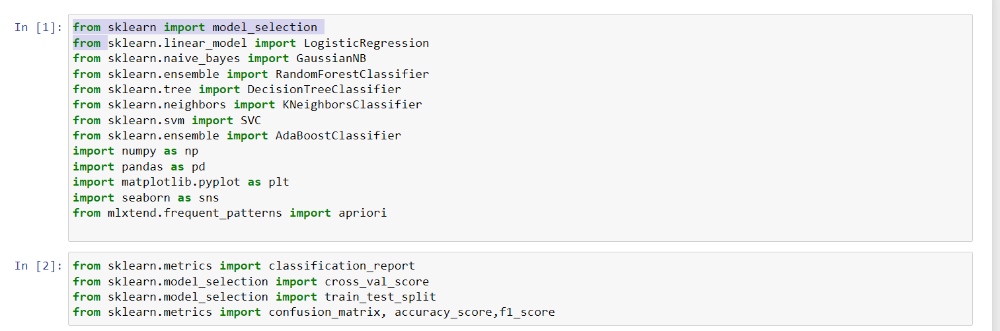 In [1]: from sklearn import model_selection
from sklearn.linear_model import LogisticRegression
from sklearn.naive_bayes import GaussianNB
from sklearn.ensemble import RandomForestClassifier
from sklearn.tree import DecisionTreeClassifier
from sklearn.neighbors import KNeighborsClassifier
from sklearn.svm import SVC
from sklearn.ensemble import AdaBoostClassifier
import numpy as np
import pandas as pd
import matplotlib.pyplot as plt
import seaborn as sns
from mlxtend.frequent_patterns import apriori
In [2]: from sklearn.metrics import classification_report
from sklearn.model_selection import cross_val_score
from sklearn.model_selection import train_test_split
from sklearn.metrics import confusion_matrix, accuracy_score,f1_score